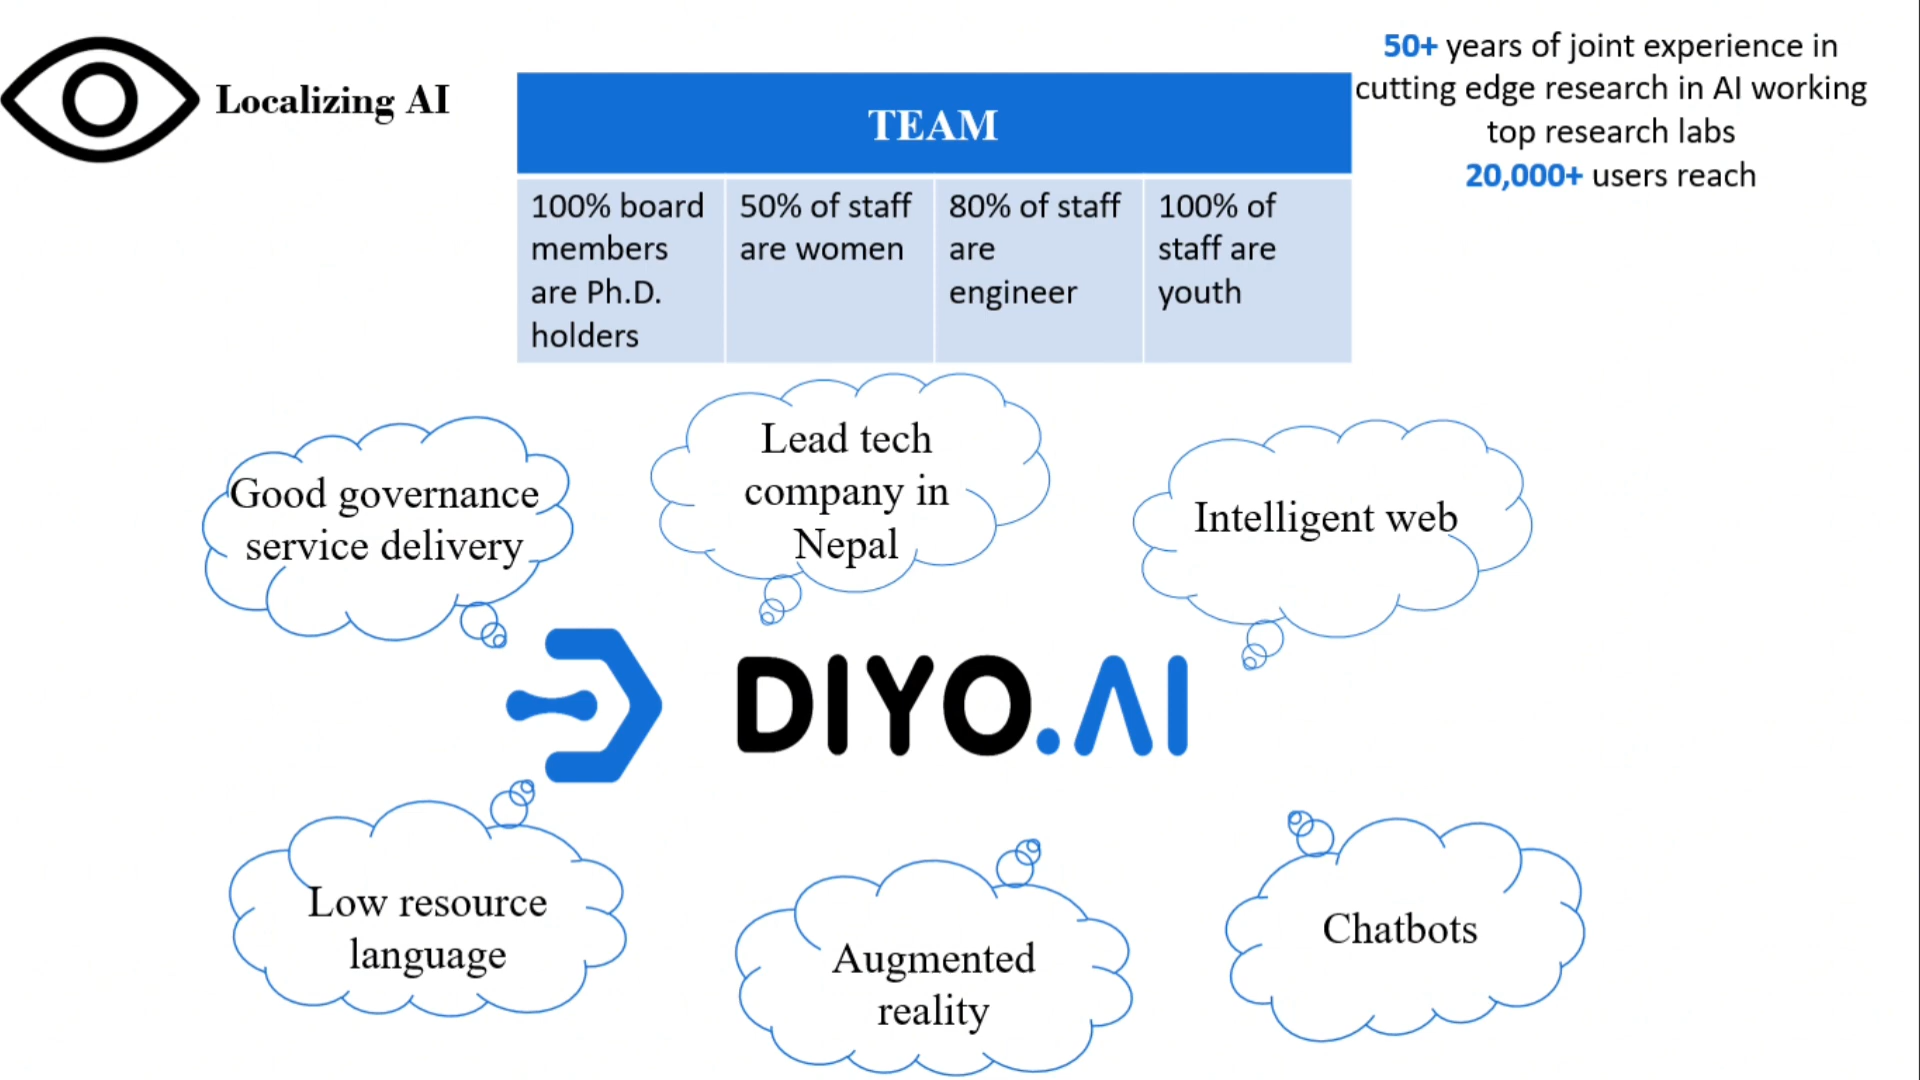 Localizing AI
TEAM
100% board
members
are Ph.D.
holders
50% of staff
are women
80% of staff
are
engineer
100% of
staff are
youth
50+ years of joint experience in
cutting edge research in AI working
top research labs
20,000+ users reach
Good governance
service delivery
Lead tech
company in
Nepal
Intelligent web
DIYO.AI
Low resource
language
Augmented
reality
Chatbots